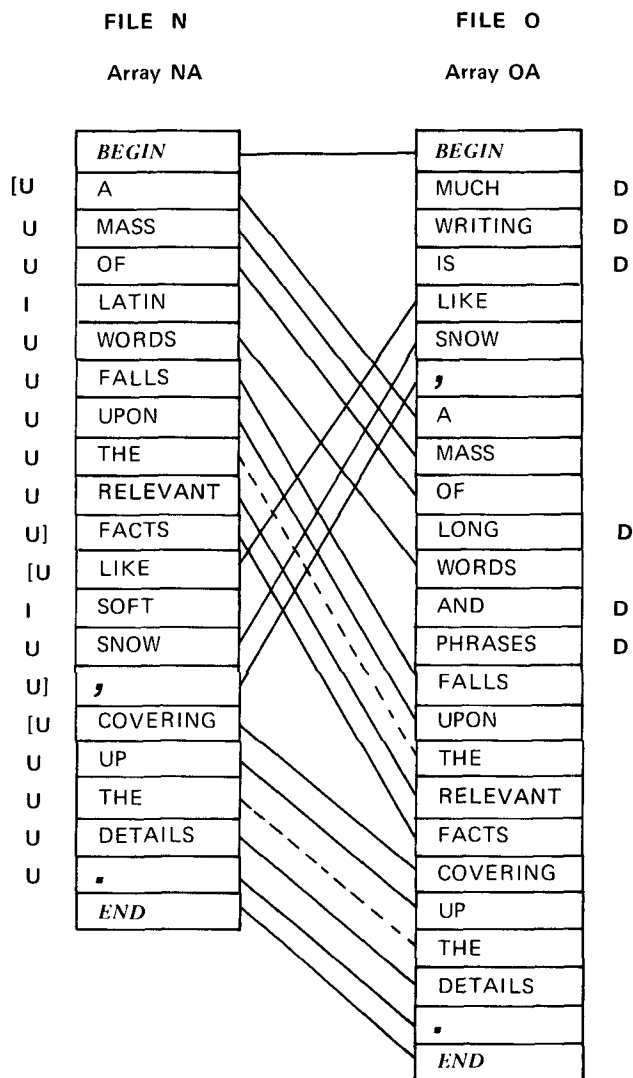 FILE N FILE O
Array NA Array OA
BEGIN BEGIN
[U A MUCH D
U MASS WRITING D
U OF IS D
I LATIN LIKE
U WORDS SNOW
U FALLS ,
U UPON A
U THE MASS
U RELEVANT OF
U] FACTS LONG D
[U LIKE WORDS
I SOFT AND D
U SNOW PHRASES D
U] , FALLS
[U COVERING UPON
U UP THE
U THE RELEVANT
U DETAILS FACTS
U . COVERING
END UP
THE
DETAILS
.
END